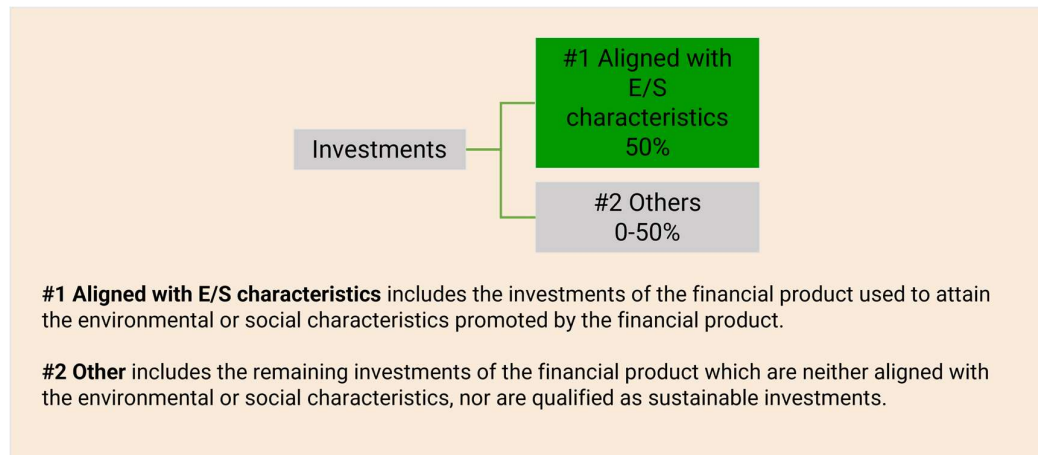 #1 Aligned with
E/S
characteristics
50%
Investments
#2 Others
0-50%
#1 Aligned with E/S characteristics includes the investments of the financial product used to attain
the environmental or social characteristics promoted by the financial product.
#2 Other includes the remaining investments of the financial product which are neither aligned with
the environmental or social characteristics, nor are qualified as sustainable investments.